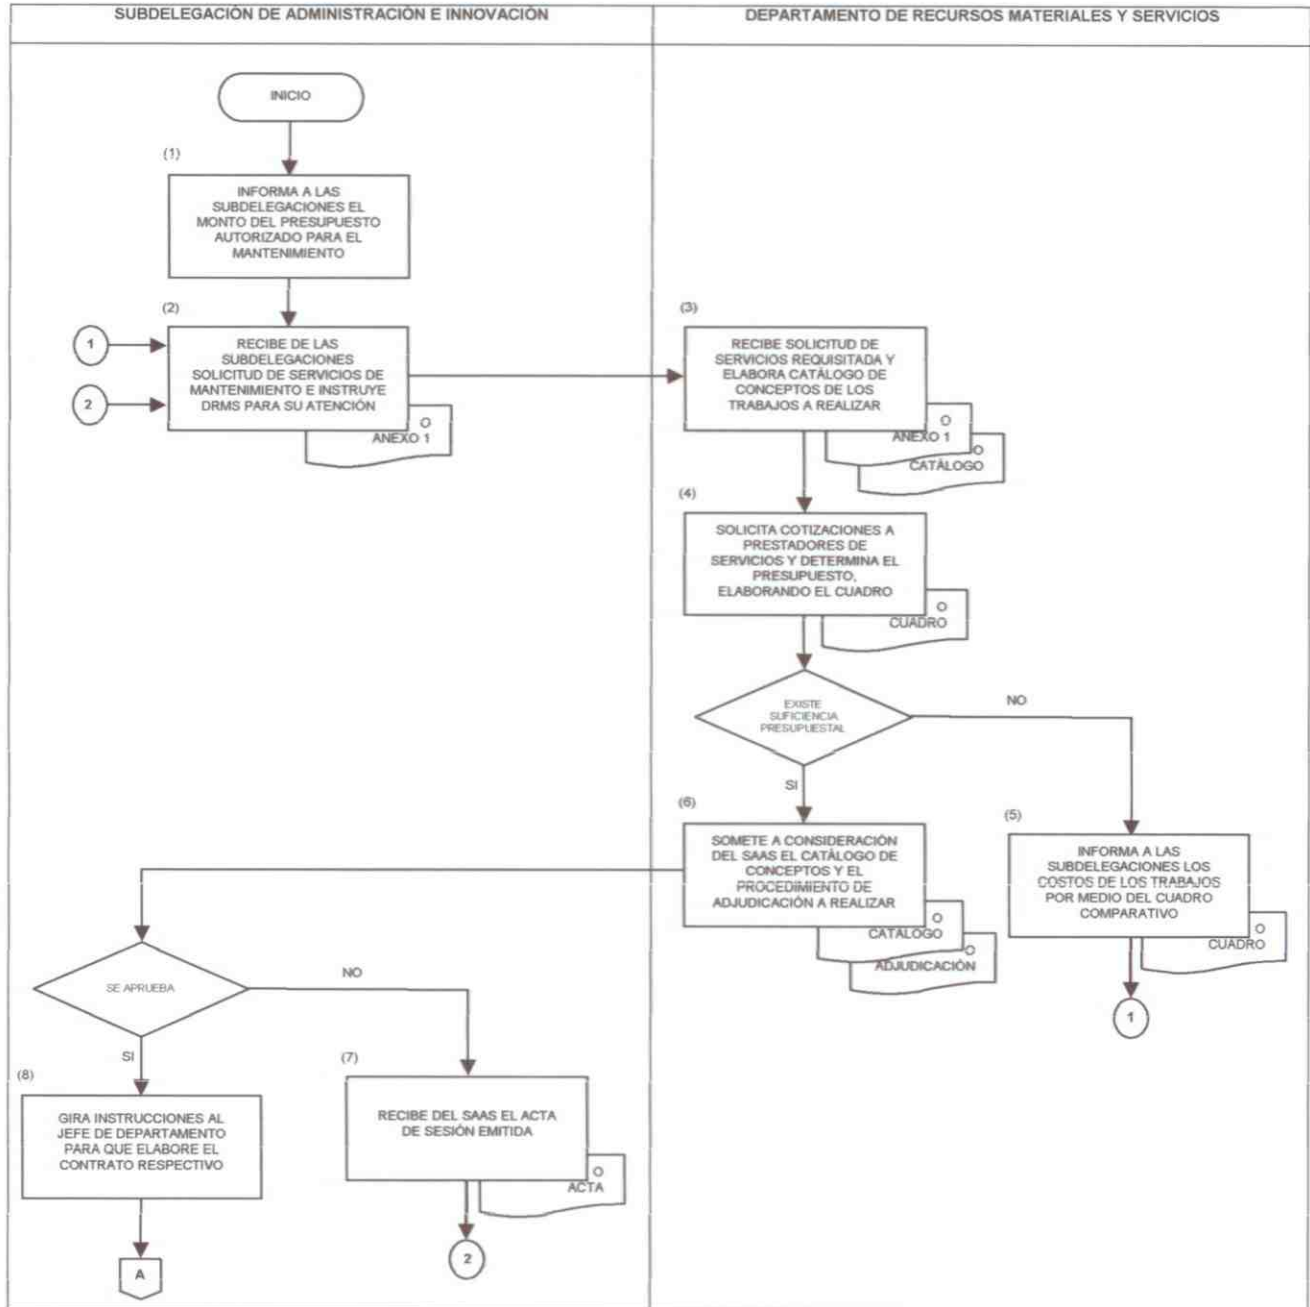 SUBDELEGACIÓN DE ADMINISTRACIÓN E INNOVACIÓN
DEPARTAMENTO DE RECURSOS MATERIALES Y SERVICIOS
INICIO
(1)
INFORMA A LAS
SUBDELEGACIONES EL
MONTO DEL PRESUPUESTO
AUTORIZADO PARA EL
MANTENIMIENTO
(2)
1
2
RECIBE DE LAS
SUBDELEGACIONES
SOLICITUD DE SERVICIOS DE
MANTENIMIENTO E INSTRUYE
DRMS PARA SU ATENCIÓN
O
ANEXO 1
(3)
RECIBE SOLICITUD DE
SERVICIOS REQUISITADA Y
ELABORA CATÁLOGO DE
CONCEPTOS DE LOS
TRABAJOS A REALIZAR
O
ANEXO 1
O
CATÁLOGO
(4)
SOLICITA COTIZACIONES A
PRESTADORES DE
SERVICIOS Y DETERMINA EL
PRESUPUESTO,
ELABORANDO EL CUADRO
O
CUADRO
EXISTE
SUFICIENCIA
PRESUPUESTAL
NO
SI
(6)
SOMETE A CONSIDERACIÓN
DEL SAAS EL CATÁLOGO DE
CONCEPTOS Y EL
PROCEDIMIENTO DE
ADJUDICACIÓN A REALIZAR
O
CATALOGO
O
ADJUDICACIÓN
(5)
INFORMA A LAS
SUBDELEGACIONES LOS
COSTOS DE LOS TRABAJOS
POR MEDIO DEL CUADRO
COMPARATIVO
O
CUADRO
1
SE APRUEBA
NO
SI
(8)
GIRA INSTRUCCIONES AL
JEFE DE DEPARTAMENTO
PARA QUE ELABORE EL
CONTRATO RESPECTIVO
A
(7)
RECIBE DEL SAAS EL ACTA
DE SESIÓN EMITIDA
O
ACTA
2